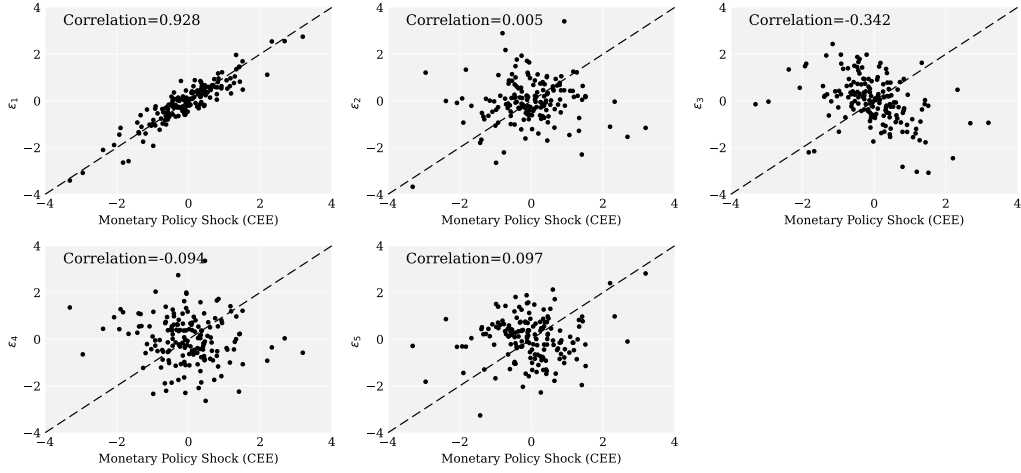 Correlation=0.928
4
2
0
−2
−4
ε1
−4 −2 0 2 4
Monetary Policy Shock (CEE)
Correlation=0.005
4
2
0
−2
−4
ε2
−4 −2 0 2 4
Monetary Policy Shock (CEE)
Correlation=-0.342
4
2
0
−2
−4
ε3
−4 −2 0 2 4
Monetary Policy Shock (CEE)
Correlation=-0.094
4
2
0
−2
−4
ε4
−4 −2 0 2 4
Monetary Policy Shock (CEE)
Correlation=0.097
4
2
0
−2
−4
ε5
−4 −2 0 2 4
Monetary Policy Shock (CEE)